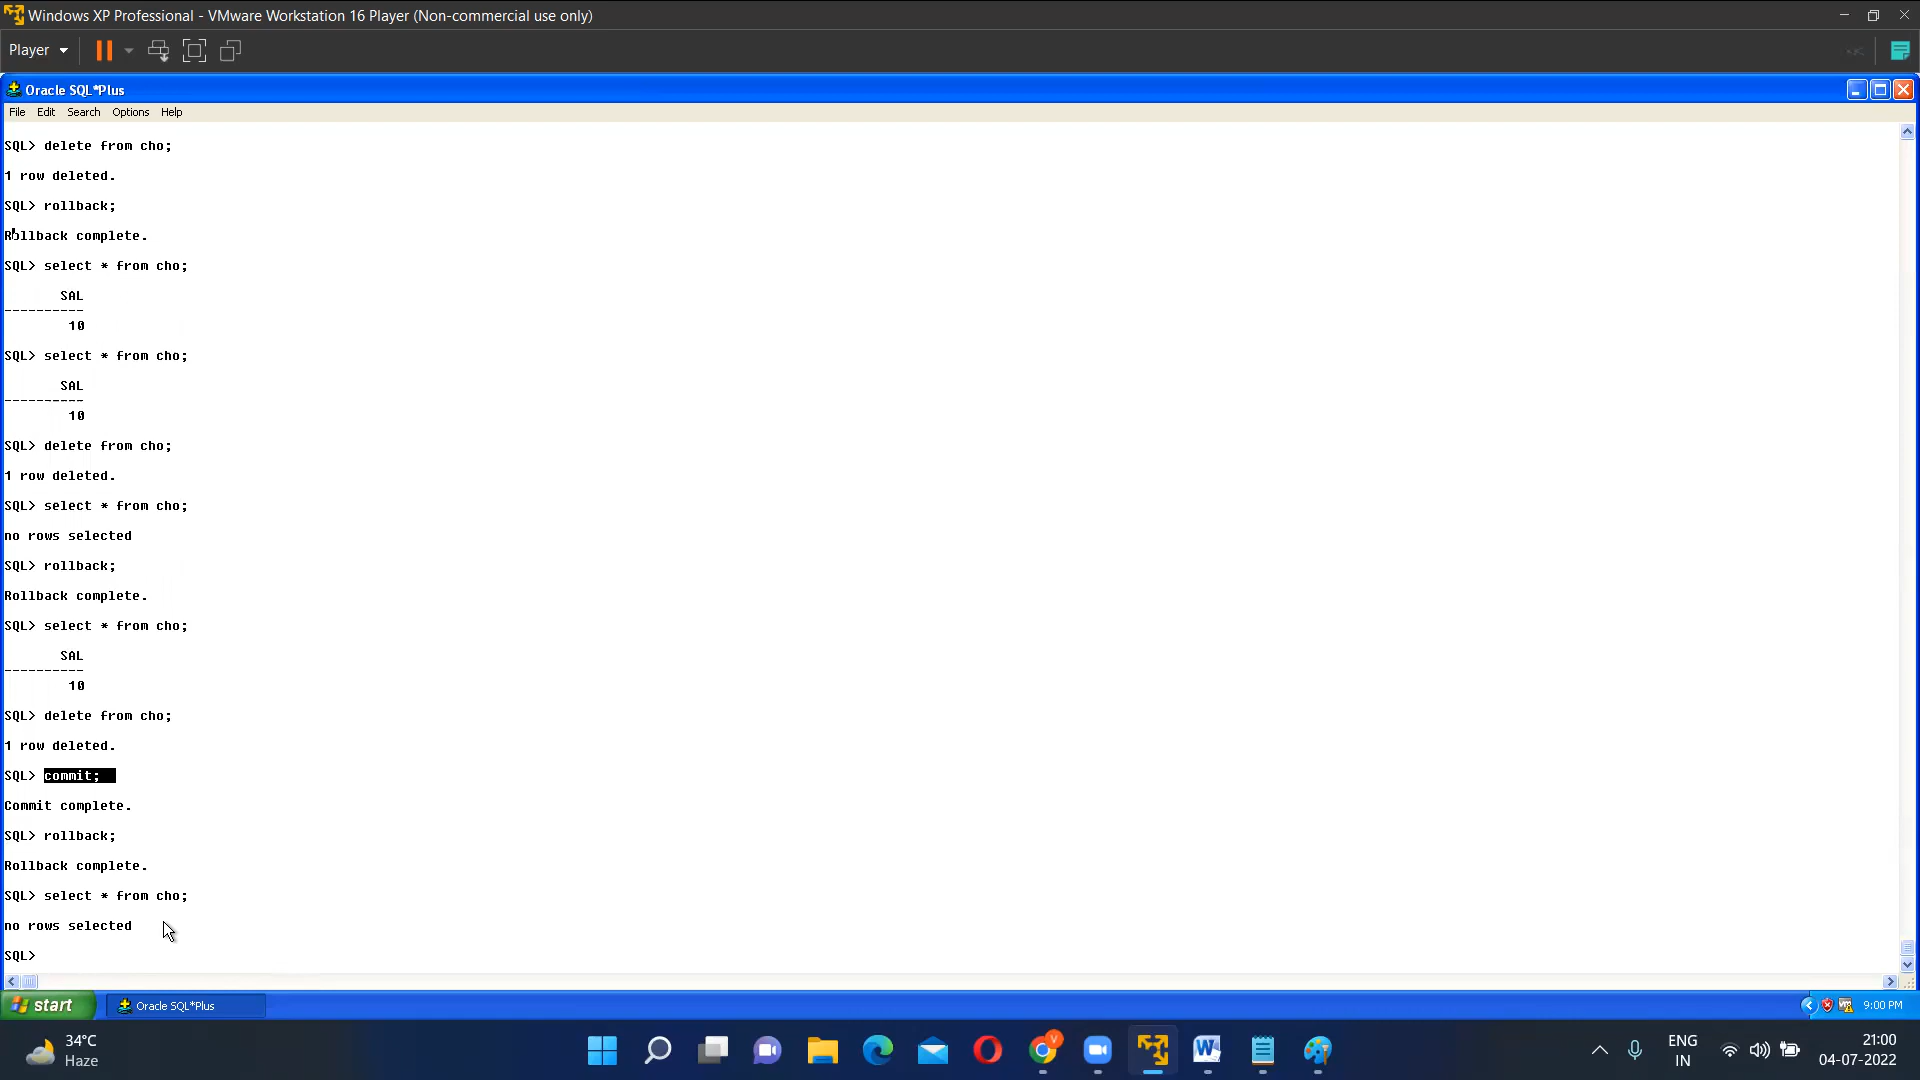 Windows XP Professional - VMware Workstation 16 Player (Non-commercial use only)
Player
Oracle SQL*Plus
File Edit Search Options Help
SQL> delete from cho;
1 row deleted.
SQL> rollback;
Rollback complete.
SQL> select * from cho;
SAL
----------
10
SQL> select * from cho;
SAL
----------
10
SQL> delete from cho;
1 row deleted.
SQL> select * from cho;
no rows selected
SQL> rollback;
Rollback complete.
SQL> select * from cho;
SAL
----------
10
SQL> delete from cho;
1 row deleted.
SQL> commit;
Commit complete.
SQL> rollback;
Rollback complete.
SQL> select * from cho;
no rows selected
SQL>
start Oracle SQL*Plus 9:00 PM
34°C
Haze
ENG
IN
21:00
04-07-2022